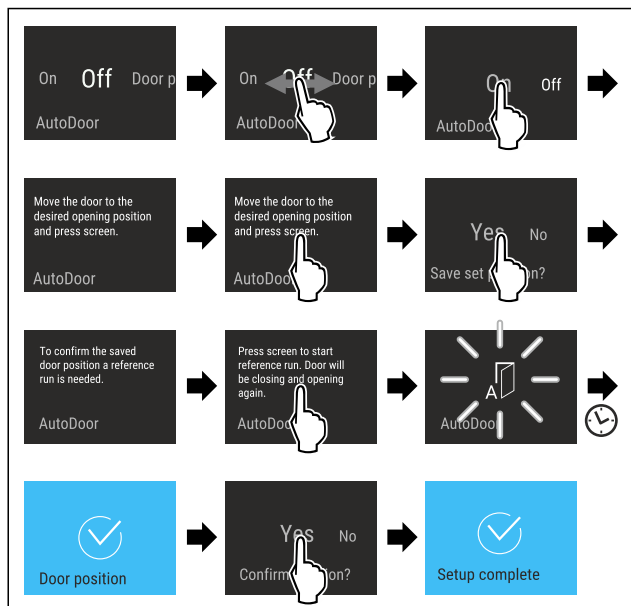 On Off Door p
AutoDoor
On Off Door p
AutoDoo
On Off
AutoDoo
Move the door to the
desired opening position
and press screen.
AutoDoor
Move the door to the
desired opening position
and press screen.
AutoDoo
Yes No
Save set p on?
To confirm the saved
door position a reference
run is needed.
AutoDoor
Press screen to start
reference run. Door will
be closing and opening
again.
AutoDoo
A
AutoDoor
Door position
Yes No
Confirm on?
Setup complete